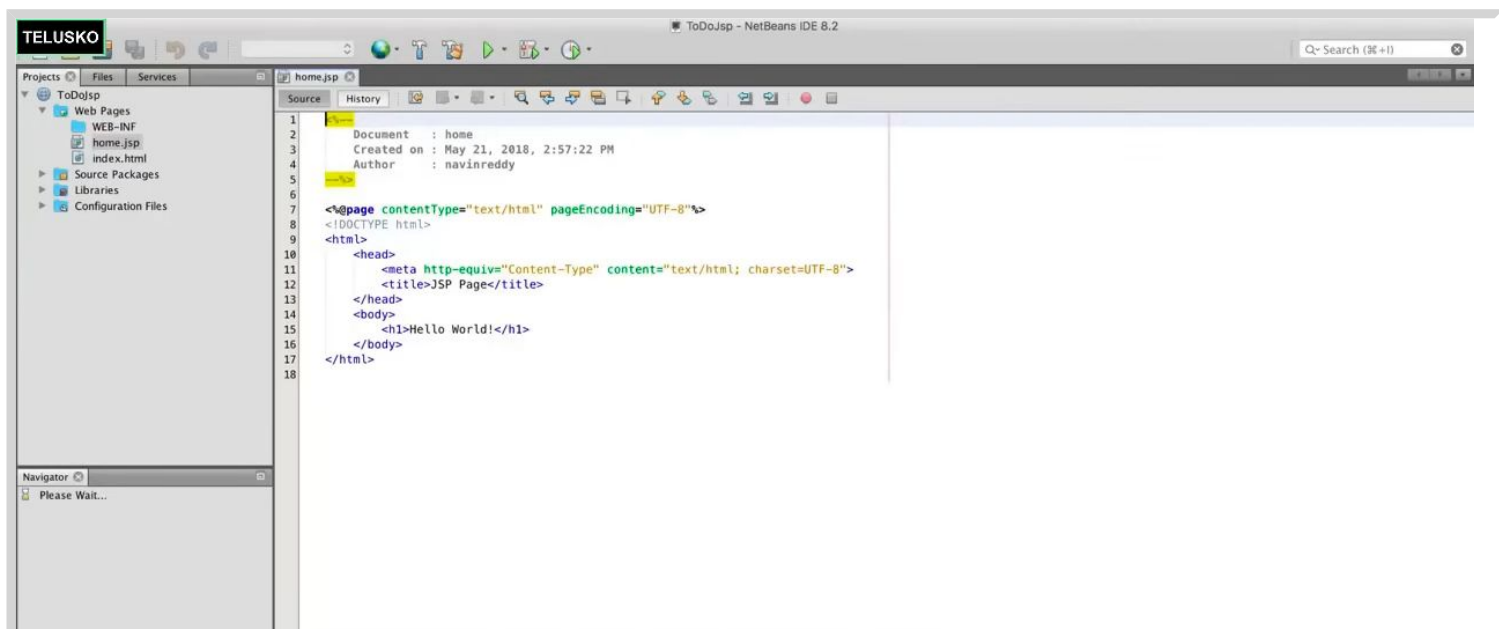 ToDoJsp - NetBeans IDE 8.2
TELUSKO
Search (⌘+I)
Projects Files Services
home.jsp
ToDoJsp
Web Pages
WEB-INF
home.jsp
index.html
Source Packages
Libraries
Configuration Files
Source History
1 <%--
2 Document : home
3 Created on : May 21, 2018, 2:57:22 PM
4 Author : navinreddy
5 --%>
6
7 <%@page contentType="text/html" pageEncoding="UTF-8"%>
8 <!DOCTYPE html>
9 <html>
10 <head>
11 <meta http-equiv="Content-Type" content="text/html; charset=UTF-8">
12 <title>JSP Page</title>
13 </head>
14 <body>
15 <h1>Hello World!</h1>
16 </body>
17 </html>
18
Navigator
Please Wait...